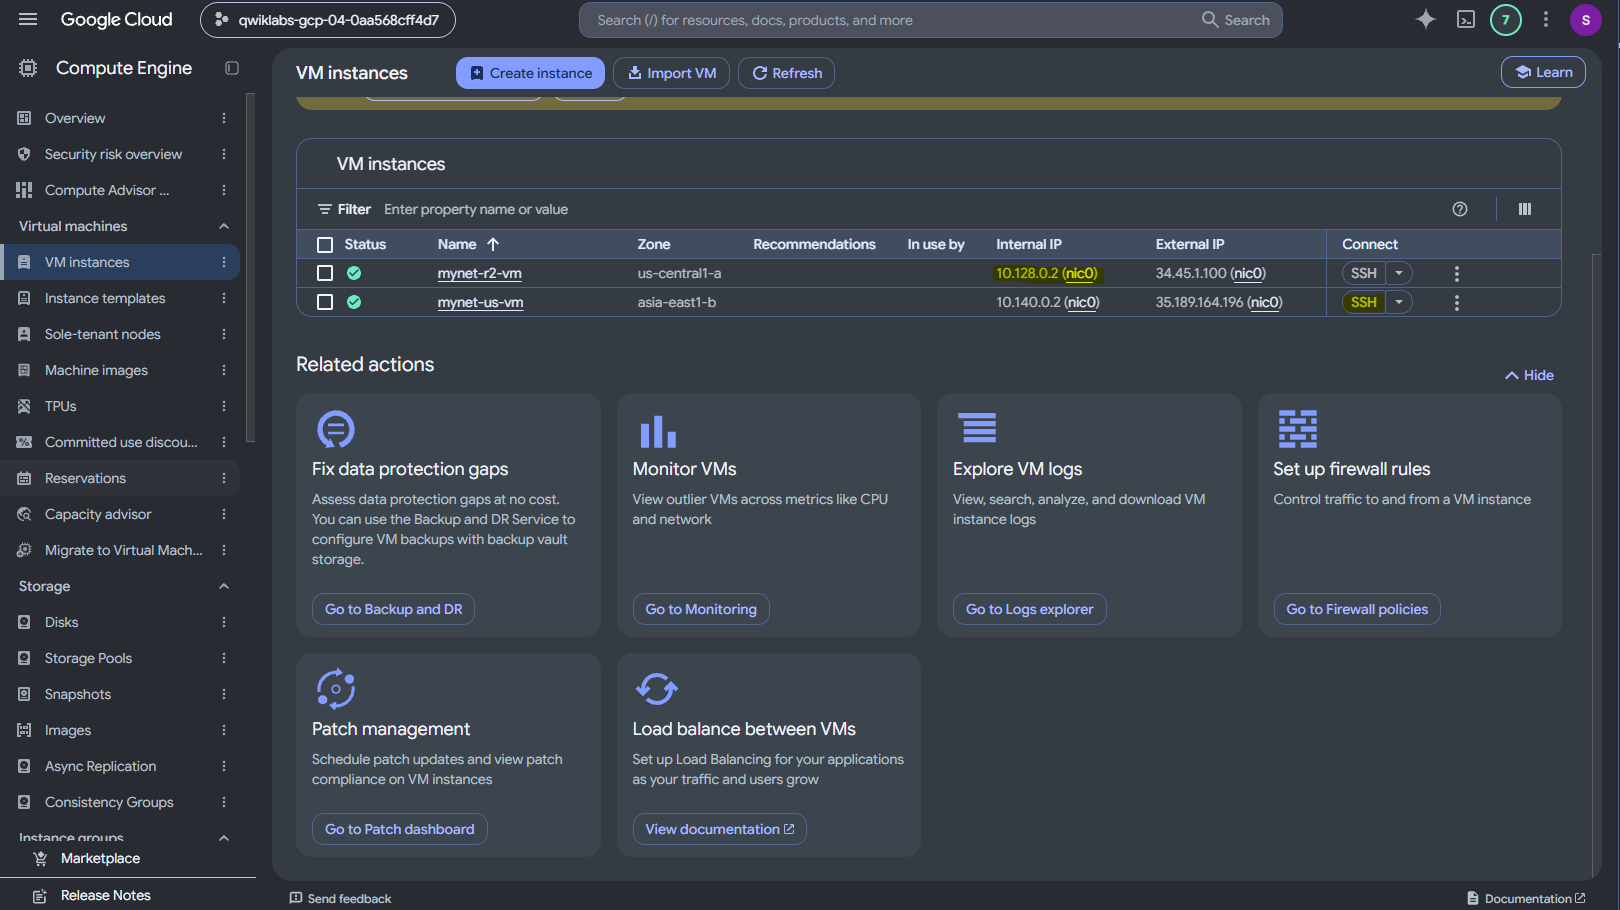 Google Cloud
qwiklabs-gcp-04-0aa568cff4d7
Search (/) for resources, docs, products, and more
Search
7
S
Compute Engine
Overview
Security risk overview
Compute Advisor ...
Virtual machines
VM instances
Instance templates
Sole-tenant nodes
Machine images
TPUs
Committed use discou...
Reservations
Capacity advisor
Migrate to Virtual Mach...
Storage
Disks
Storage Pools
Snapshots
Images
Async Replication
Consistency Groups
Instance groups
Marketplace
Release Notes
VM instances
Create instance
Import VM
Refresh
Learn
VM instances
Filter Enter property name or value
Status Name Zone Recommendations In use by Internal IP External IP Connect
mynet-r2-vm us-central1-a 10.128.0.2 (nic0) 34.45.1.100 (nic0) SSH
mynet-us-vm asia-east1-b 10.140.0.2 (nic0) 35.189.164.196 (nic0) SSH
Related actions
Hide
Fix data protection gaps
Assess data protection gaps at no cost.
You can use the Backup and DR Service to
configure VM backups with backup vault
storage.
Go to Backup and DR
Monitor VMs
View outlier VMs across metrics like CPU
and network
Go to Monitoring
Explore VM logs
View, search, analyze, and download VM
instance logs
Go to Logs explorer
Set up firewall rules
Control traffic to and from a VM instance
Go to Firewall policies
Patch management
Schedule patch updates and view patch
compliance on VM instances
Go to Patch dashboard
Load balance between VMs
Set up Load Balancing for your applications
as your traffic and users grow
View documentation
Send feedback
Documentation